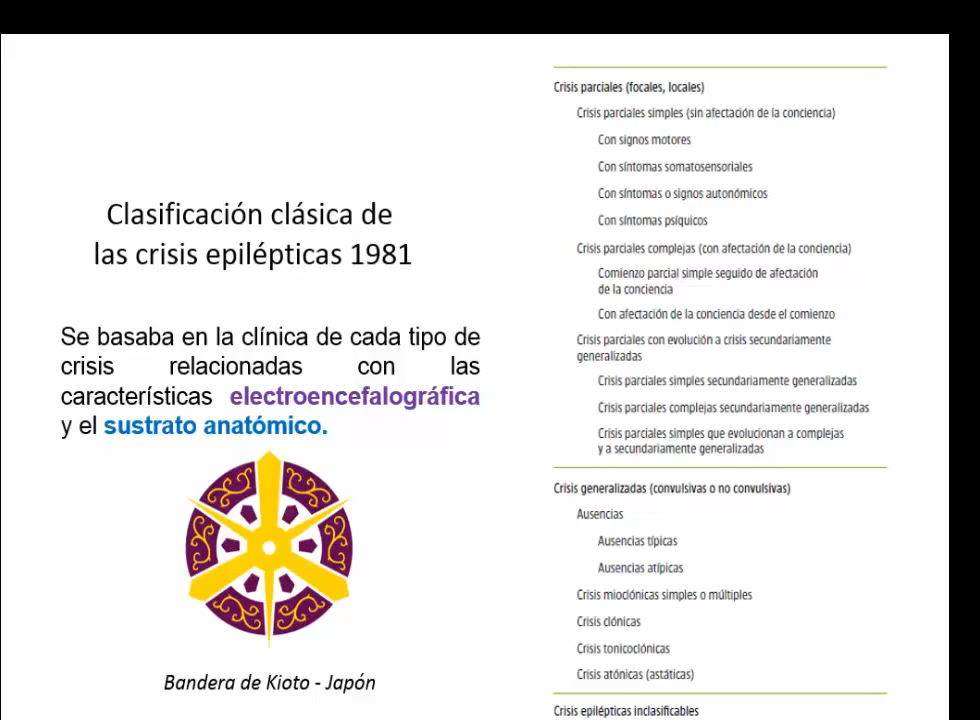 Clasificación clásica de
las crisis epilépticas 1981
Se basaba en la clínica de cada tipo de
crisis relacionadas con las
características electroencefalográfica
y el sustrato anatómico.
Bandera de Kioto - Japón
Crisis parciales (focales, locales)
Crisis parciales simples (sin afectación de la conciencia)
Con signos motores
Con síntomas somatosensoriales
Con síntomas o signos autonómicos
Con síntomas psíquicos
Crisis parciales complejas (con afectación de la conciencia)
Comienzo parcial simple seguido de afectación
de la conciencia
Con afectación de la conciencia desde el comienzo
Crisis parciales con evolución a crisis secundariamente
generalizadas
Crisis parciales simples secundariamente generalizadas
Crisis parciales complejas secundariamente generalizadas
Crisis parciales simples que evolucionan a complejas
y a secundariamente generalizadas
Crisis generalizadas (convulsivas o no convulsivas)
Ausencias
Ausencias típicas
Ausencias atípicas
Crisis mioclónicas simples o múltiples
Crisis clónicas
Crisis tonicoclónicas
Crisis atónicas (astáticas)
Crisis epilépticas inclasificables